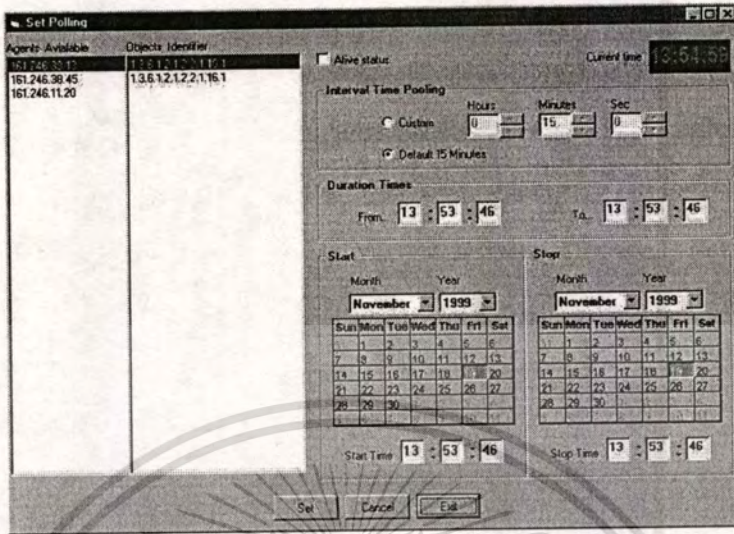 Set Polling
Agents Available
Objects Identifier
161.246.38.45
1.3.6.1.2.1.2.2.1.16.1
161.246.11.20
Alive status
Current time
Interval Time Pooling
Hours Minutes Sec
Custom 0 15 0
Default 15 Minutes
Duration Times
From.. 13 : 53 : 46
To... 13 : 53 : 46
Start
Month Year
November 1999
Sun Mon Tue Wed Thu Fri Sat
1 2 3 4 5 6
7 8 9 10 11 12 13
14 15 16 17 18 19 20
21 22 23 24 25 26 27
28 29 30
Start Time 13 : 53 : 46
Stop
Month Year
November 1999
Sun Mon Tue Wed Thu Fri Sat
1 2 3 4 5 6
7 8 9 10 11 12 13
14 15 16 17 18 19 20
21 22 23 24 25 26 27
28 29 30
Stop Time 13 : 53 : 46
Set
Cancel
Exit